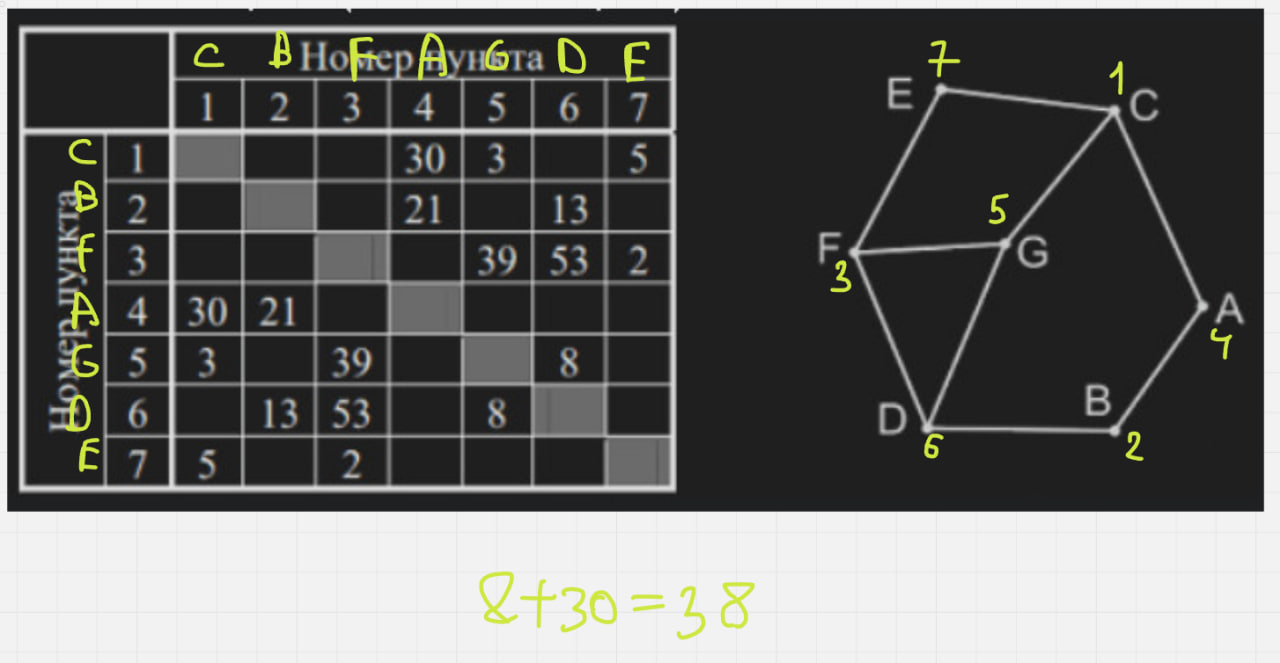 C B F A G D E
Номер пункта
1 2 3 4 5 6 7
Номер пункта
C 1 30 3 5
B 2 21 13
F 3 39 53 2
A 4 30 21
G 5 3 39 8
D 6 13 53 8
E 7 5 2
7
E
1
C
5
G
F
3
A
4
D
6
B
2
8+30=38